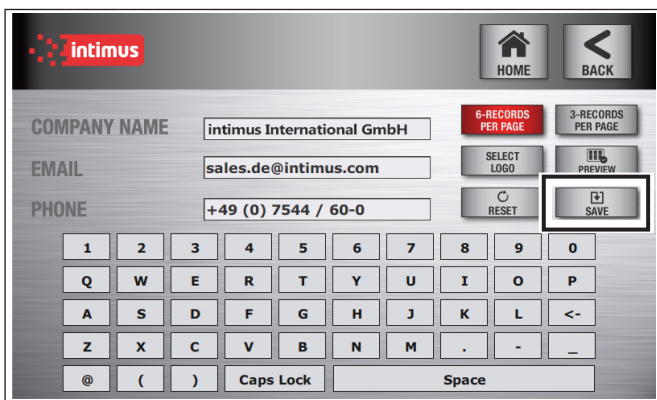 intimus
HOME
BACK
COMPANY NAME
intimus International GmbH
6-RECORDS
PER PAGE
3-RECORDS
PER PAGE
EMAIL
sales.de@intimus.com
SELECT
LOGO
PREVIEW
PHONE
+49 (0) 7544 / 60-0
RESET
SAVE
1 2 3 4 5 6 7 8 9 0
Q W E R T Y U I O P
A S D F G H J K L <-
Z X C V B N M . - _
@ ( ) Caps Lock Space